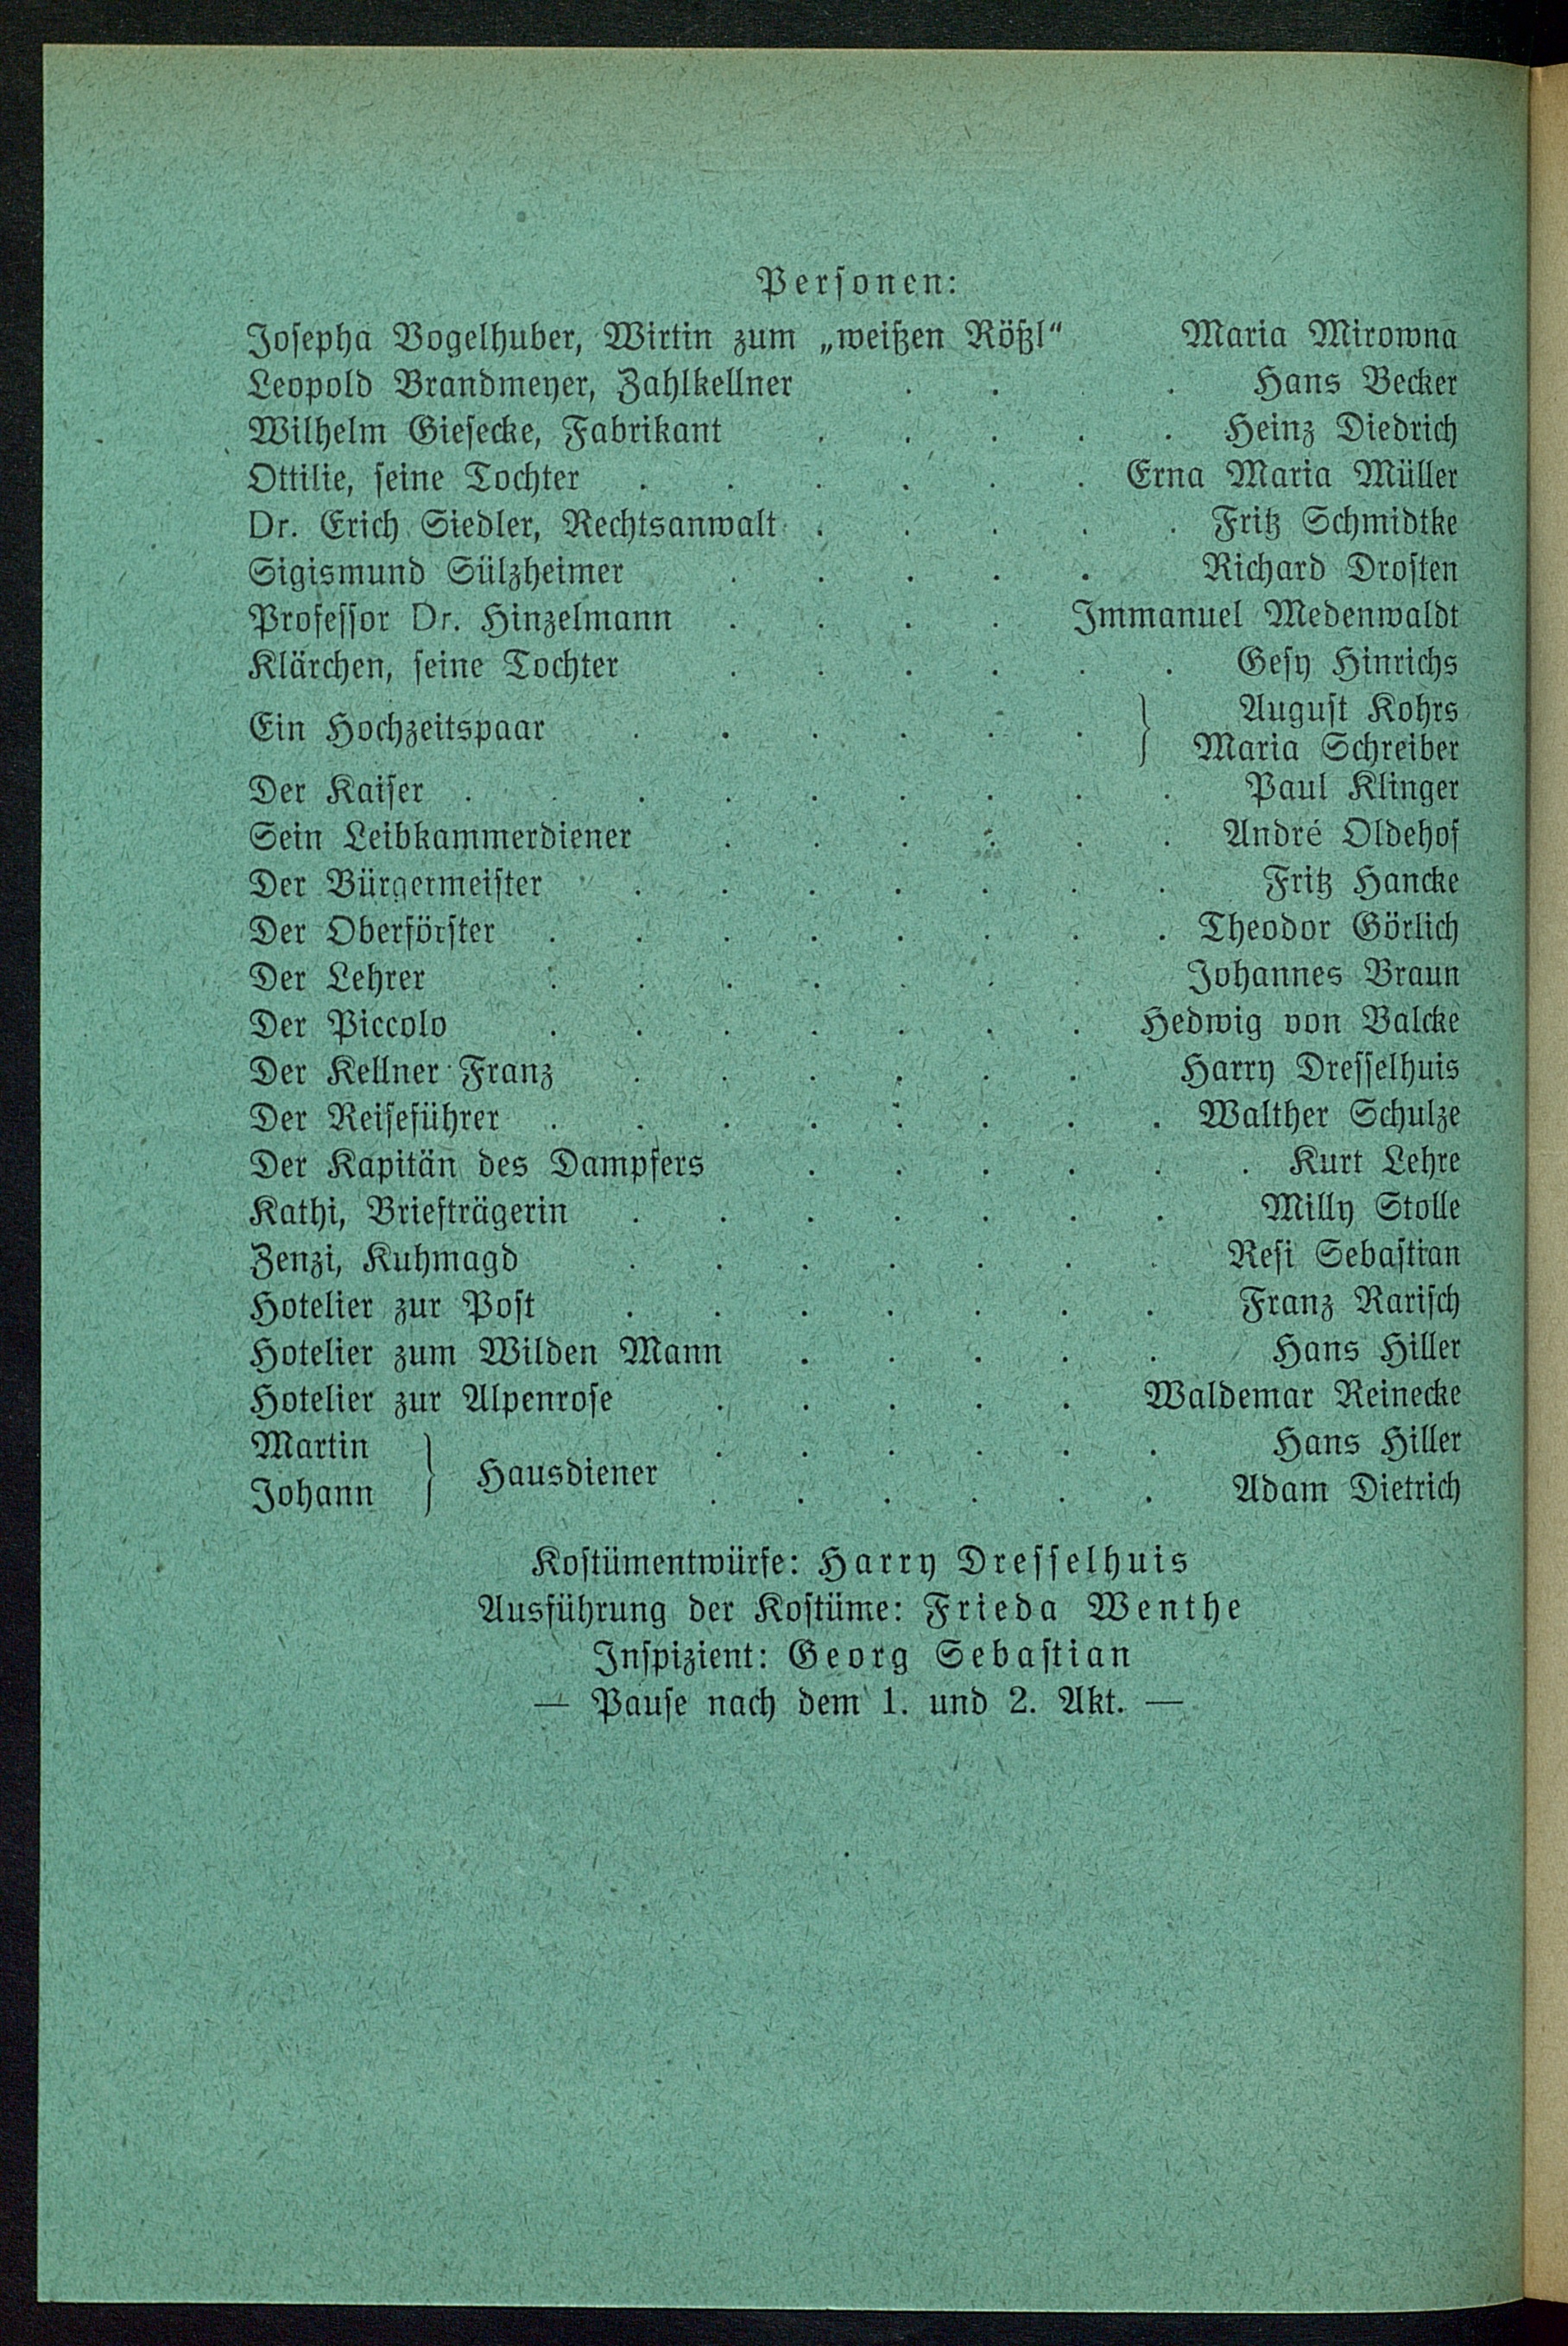 Personen:
Josepha Vogelhuber, Wirtin zum „weißen Rößl“ Maria Mirowna
Leopold Brandmeyer, Zahlkellner . . . Hans Becker
Wilhelm Giesecke, Fabrikant . . . . . Heinz Diedrich
Ottilie, seine Tochter . . . . . . Erna Maria Müller
Dr. Erich Siedler, Rechtsanwalt . . . . . Fritz Schmidtke
Sigismund Sülzheimer . . . . . Richard Drosten
Professor Dr. Hinzelmann . . . . Immanuel Medenwaldt
Klärchen, seine Tochter . . . . . . Gesy Hinrichs
Ein Hochzeitspaar . . . . . . } August Kohrs
Maria Schreiber
Der Kaiser . . . . . . . . . Paul Klinger
Sein Leibkammerdiener . . . . . . André Oldehof
Der Bürgermeister . . . . . . . Fritz Hancke
Der Oberförster . . . . . . . . Theodor Görlich
Der Lehrer . . . . . . . Johannes Braun
Der Piccolo . . . . . . . Hedwig von Balcke
Der Kellner Franz . . . . . . Harry Dresselhuis
Der Reiseführer . . . . . . . . Walther Schulze
Der Kapitän des Dampfers . . . . . . Kurt Lehre
Kathi, Briefträgerin . . . . . . . Milly Stolle
Zenzi, Kuhmagd . . . . . . . Resi Sebastian
Hotelier zur Post . . . . . . . Franz Rarisch
Hotelier zum Wilden Mann . . . . . Hans Hiller
Hotelier zur Alpenrose . . . . . Waldemar Reinecke
Martin } Hausdiener . . . . . . Hans Hiller
Johann . . . . . . Adam Dietrich
Kostümentwürfe: Harry Dresselhuis
Ausführung der Kostüme: Frieda Wenthe
Inspizient: Georg Sebastian
— Pause nach dem 1. und 2. Akt. —